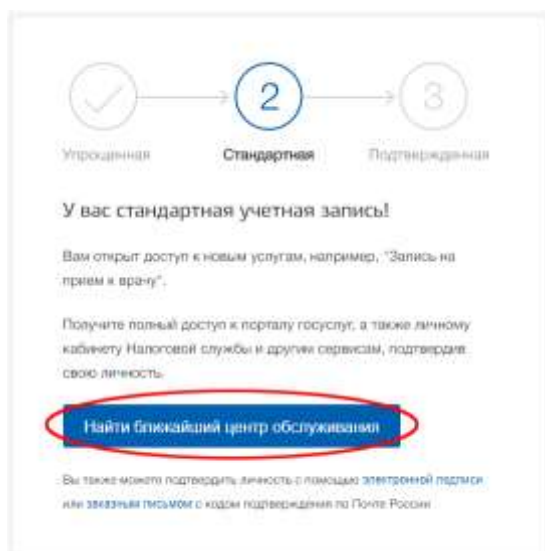 2
3
Упрощенная
Стандартная
Подтвержденная
У вас стандартная учетная запись!
Вам открыт доступ к новым услугам, например, "Запись на
прием к врачу".
Получите полный доступ к порталу госуслуг, а также личному
кабинету Налоговой службы и другим сервисам, подтвердив
свою личность.
Найти ближайший центр обслуживания
Вы также можете подтвердить личность с помощью электронной подписи
или заказным письмом с кодом подтверждения по Почте России